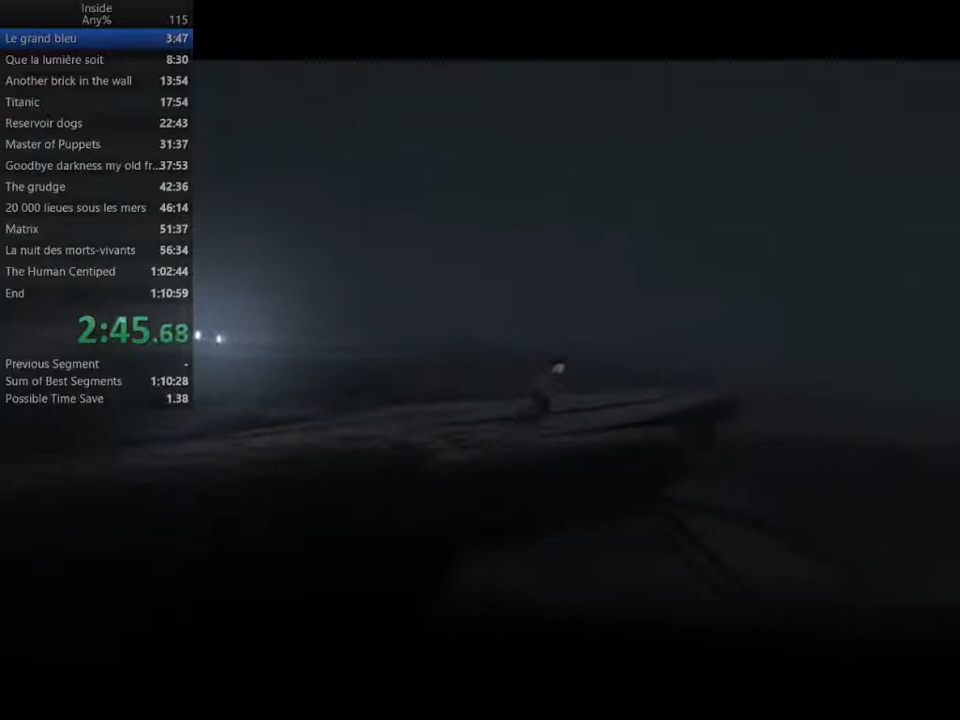 Inside
Any% 115
Le grand bleu 3:47
Que la lumière soit 8:30
Another brick in the wall 13:54
Titanic 17:54
Reservoir dogs 22:43
Master of Puppets 31:37
Goodbye darkness my old fr... 37:53
The grudge 42:36
20 000 lieues sous les mers 46:14
Matrix 51:37
La nuit des morts-vivants 56:34
The Human Centiped 1:02:44
End 1:10:59
2:45.68
Previous Segment -
Sum of Best Segments 1:10:28
Possible Time Save 1.38